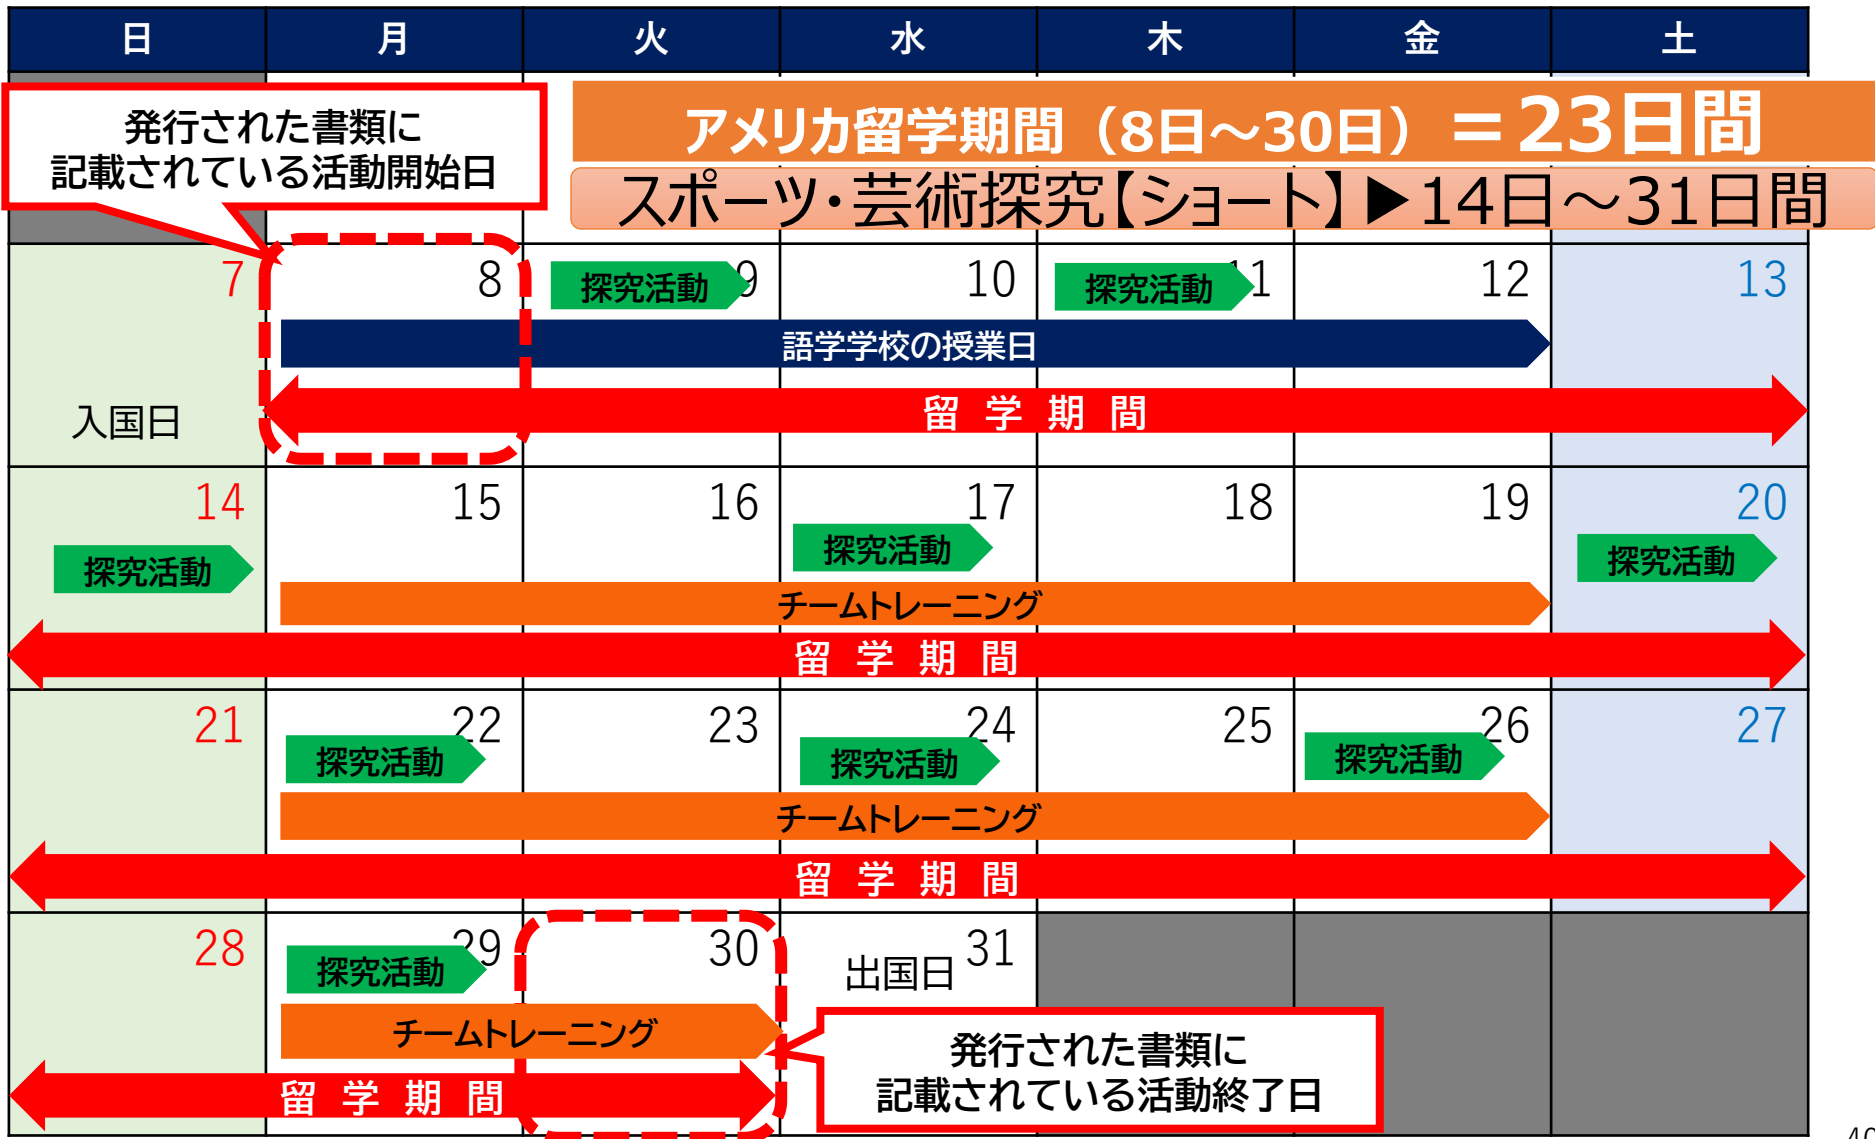 日 月 火 水 木 金 土
発行された書類に
記載されている活動開始日
アメリカ留学期間（8日～30日）＝23日間
スポーツ・芸術探究【ショート】▶14日～31日間
7 8 9 10 11 12 13
探究活動 探究活動
語学学校の授業日
入国日
留 学 期 間
14 15 16 17 18 19 20
探究活動 探究活動 探究活動
チームトレーニング
留 学 期 間
21 22 23 24 25 26 27
探究活動 探究活動 探究活動
チームトレーニング
留 学 期 間
28 29 30 31
探究活動 出国日
チームトレーニング
留 学 期 間
発行された書類に
記載されている活動終了日